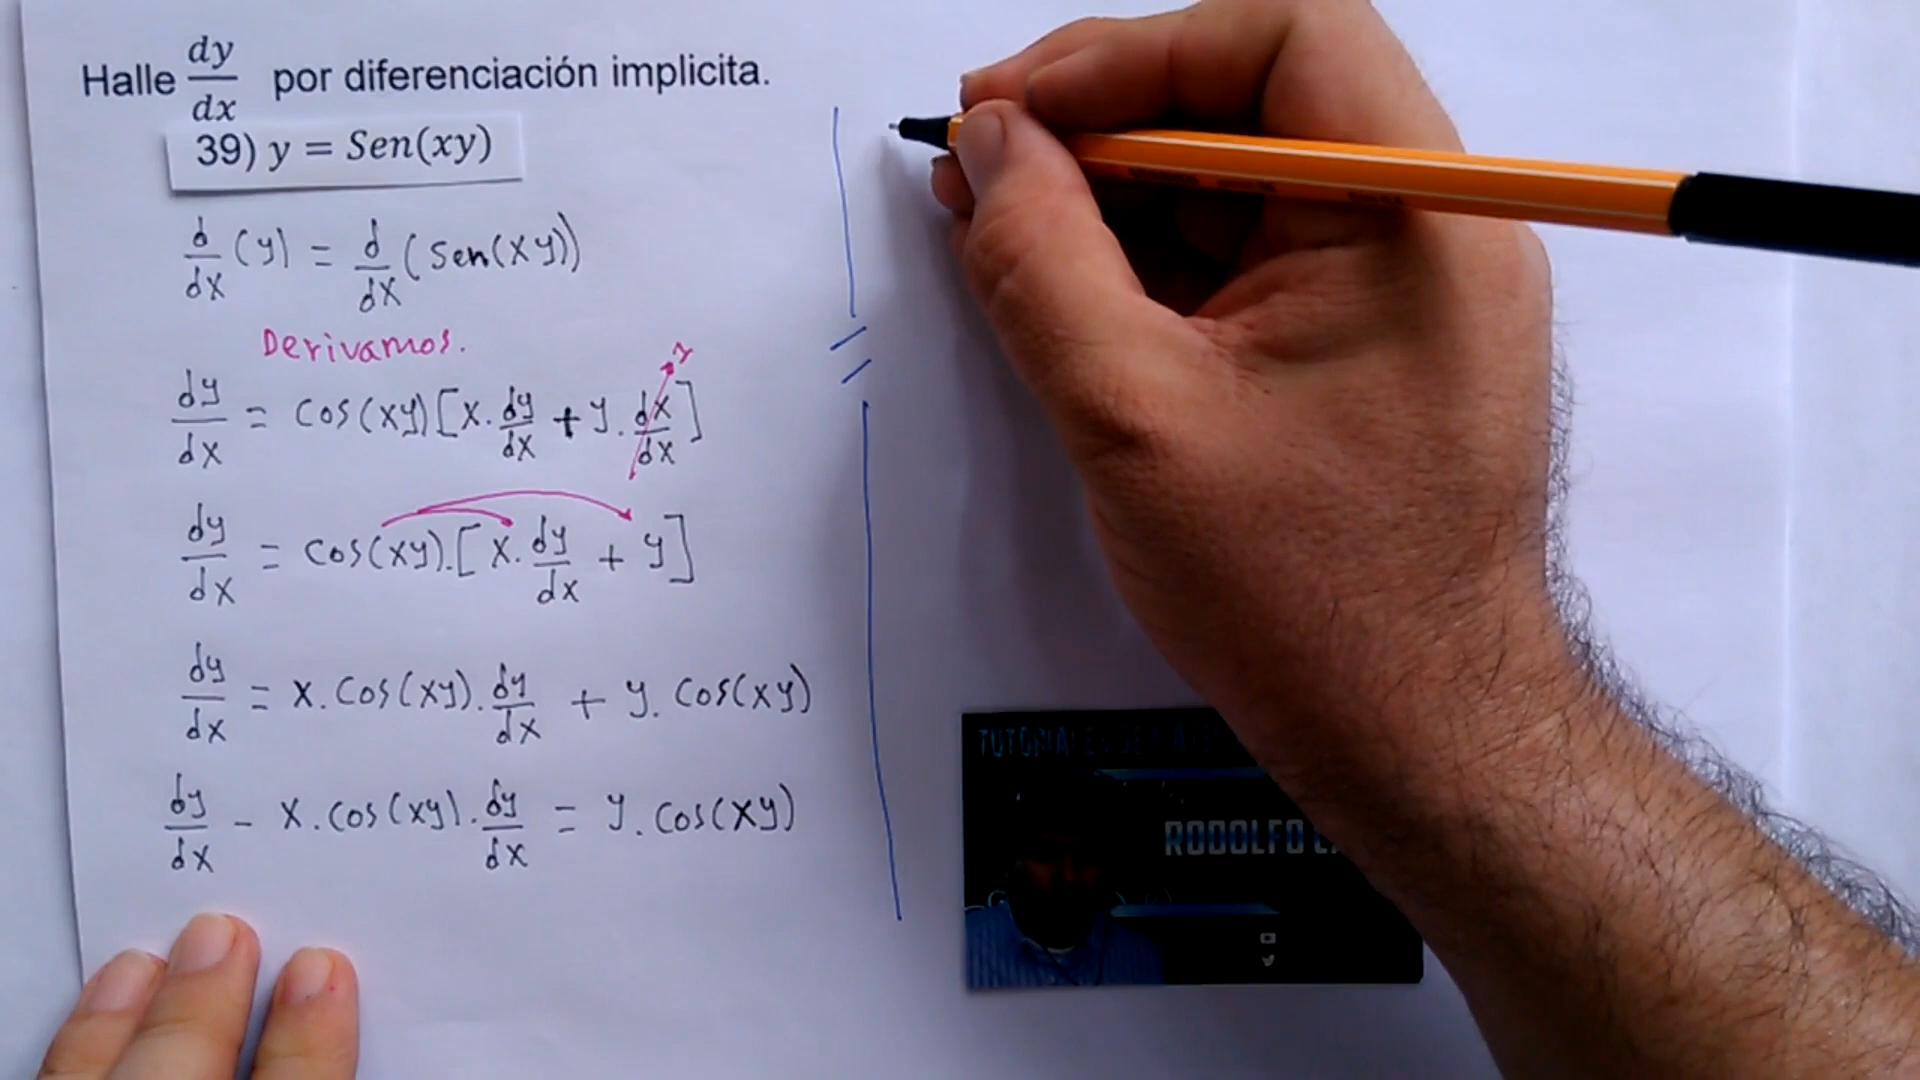 Halle dy/dx por diferenciación implicita.
39) y = Sen(xy)
d/dx (y) = d/dx (sen(xy))
Derivamos.
dy/dx = cos(xy)[x.dy/dx + y.dx/dx] 1
dy/dx = cos(xy).[x.dy/dx + y]
dy/dx = x.cos(xy).dy/dx + y.cos(xy)
dy/dx - x.cos(xy).dy/dx = y.cos(xy)
RODOLFO